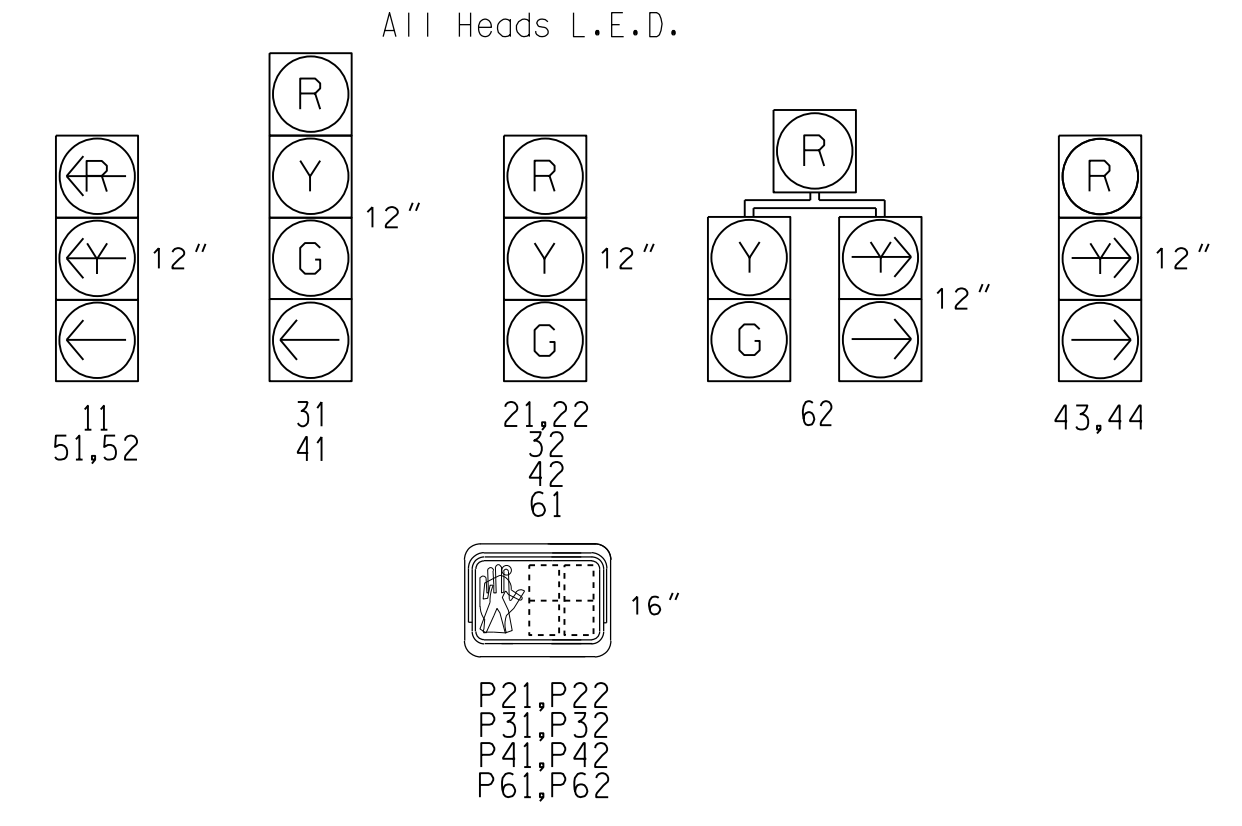 All Heads L.E.D.
R
Y
12"
11
51,52
R
Y
G
12"
31
41
R
Y
G
12"
21,22
32
42
61
R
Y
G
Y
12"
62
R
Y
12"
43,44
16"
P21,P22
P31,P32
P41,P42
P61,P62